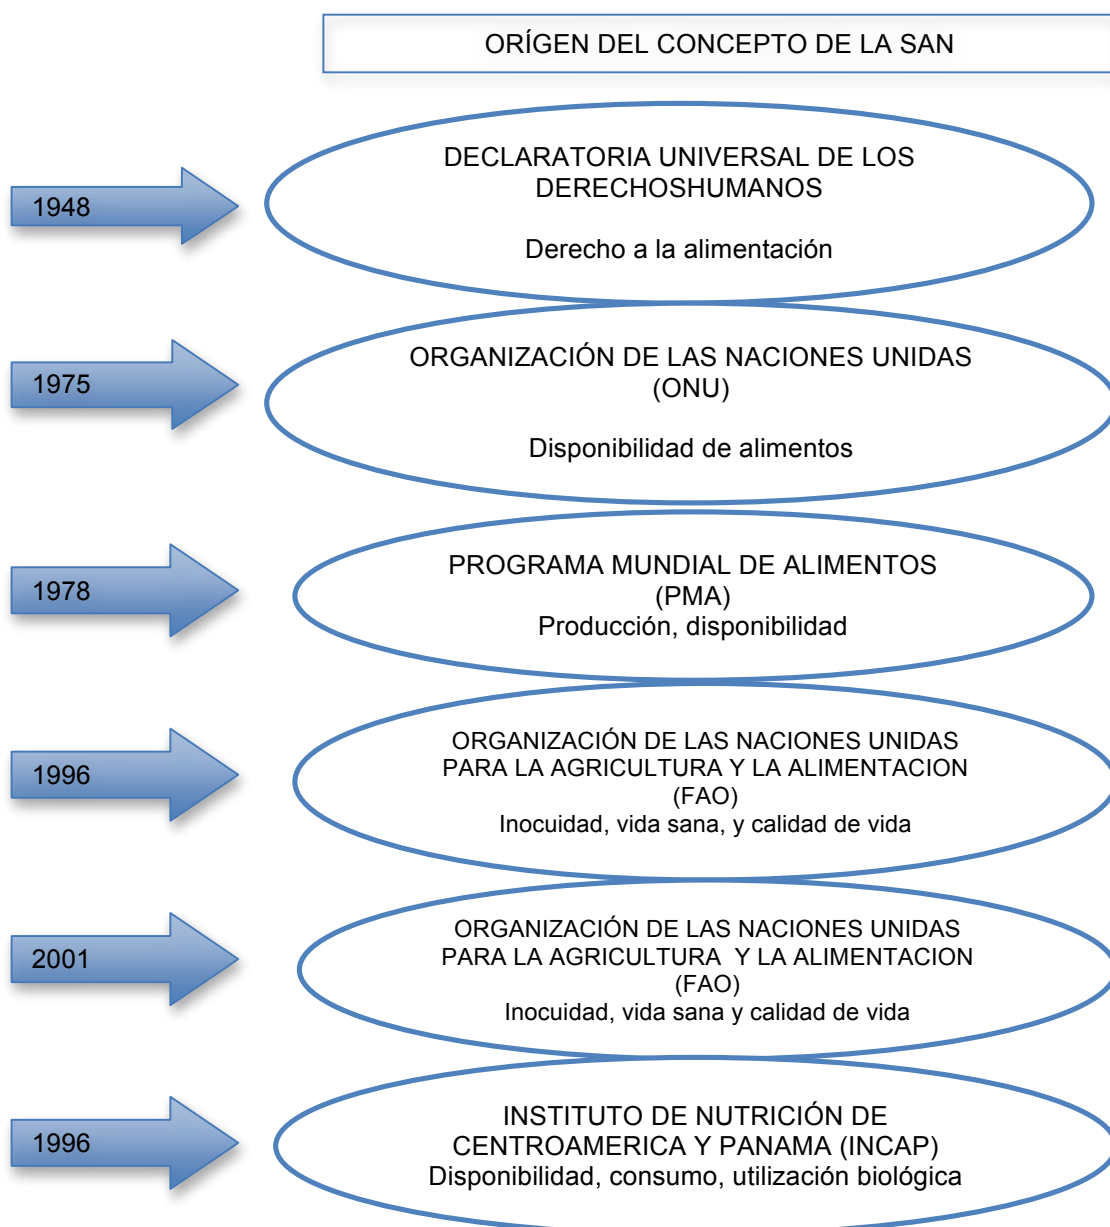 ORÍGEN DEL CONCEPTO DE LA SAN
1948
DECLARATORIA UNIVERSAL DE LOS
DERECHOSHUMANOS
Derecho a la alimentación
1975
ORGANIZACIÓN DE LAS NACIONES UNIDAS
(ONU)
Disponibilidad de alimentos
1978
PROGRAMA MUNDIAL DE ALIMENTOS
(PMA)
Producción, disponibilidad
1996
ORGANIZACIÓN DE LAS NACIONES UNIDAS
PARA LA AGRICULTURA Y LA ALIMENTACION
(FAO)
Inocuidad, vida sana, y calidad de vida
2001
ORGANIZACIÓN DE LAS NACIONES UNIDAS
PARA LA AGRICULTURA Y LA ALIMENTACION
(FAO)
Inocuidad, vida sana y calidad de vida
1996
INSTITUTO DE NUTRICIÓN DE
CENTROAMERICA Y PANAMA (INCAP)
Disponibilidad, consumo, utilización biológica